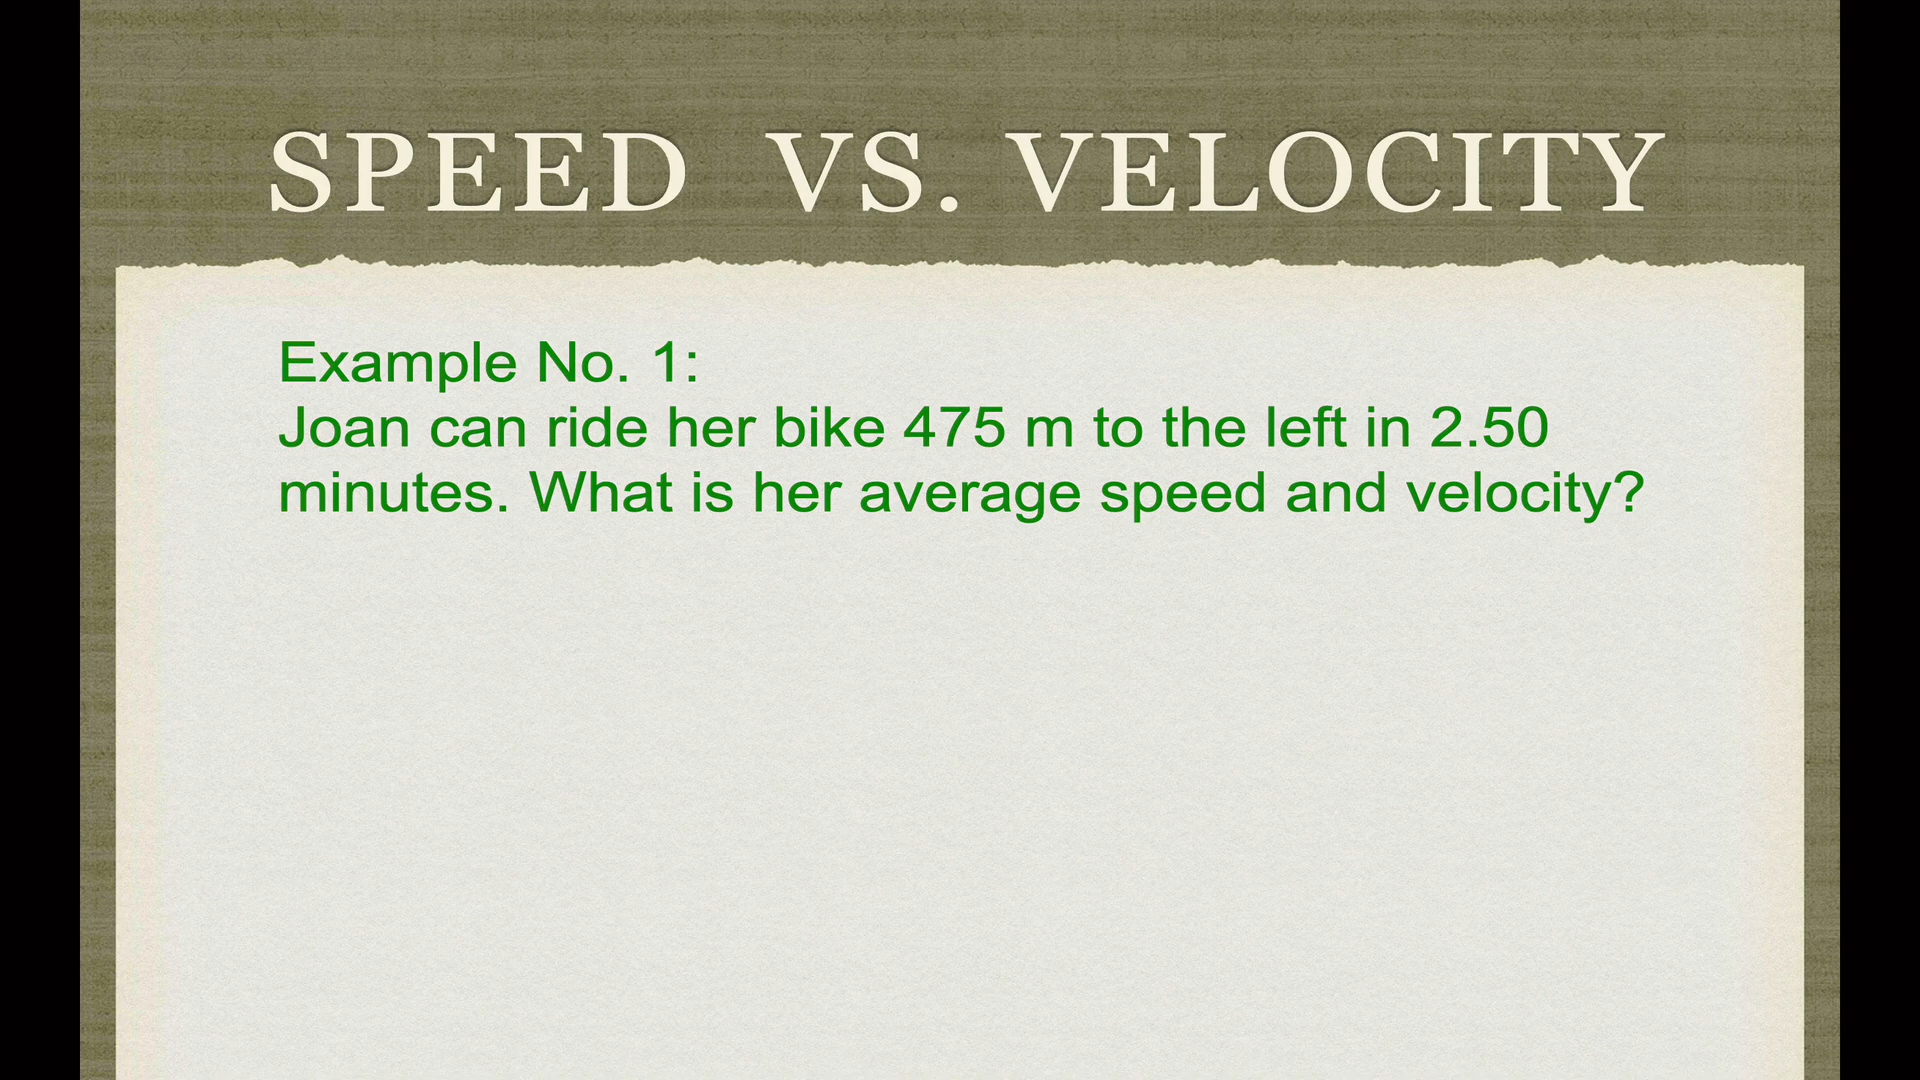 SPEED VS. VELOCITY
Example No. 1:
Joan can ride her bike 475 m to the left in 2.50
minutes. What is her average speed and velocity?